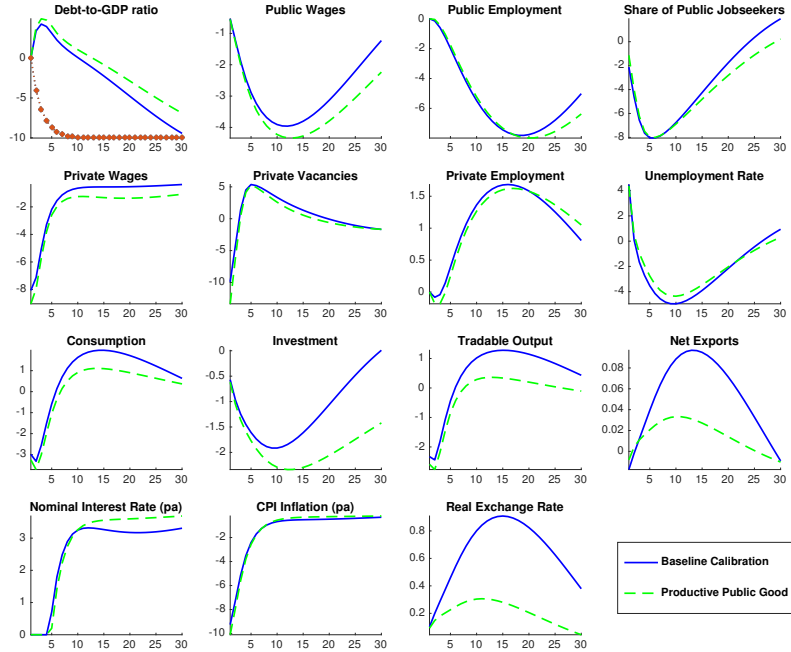 Debt-to-GDP ratio
0
-5
-10
5 10 15 20 25 30
Public Wages
-1
-2
-3
-4
5 10 15 20 25 30
Public Employment
0
-2
-4
-6
5 10 15 20 25 30
Share of Public Jobseekers
0
-2
-4
-6
-8
5 10 15 20 25 30
Private Wages
-2
-4
-6
-8
5 10 15 20 25 30
Private Vacancies
5
0
-5
-10
5 10 15 20 25 30
Private Employment
1.5
1
0.5
0
5 10 15 20 25 30
Unemployment Rate
4
2
0
-2
-4
5 10 15 20 25 30
Consumption
1
0
-1
-2
-3
5 10 15 20 25 30
Investment
0
-0.5
-1
-1.5
-2
5 10 15 20 25 30
Tradable Output
1
0
-1
-2
5 10 15 20 25 30
Net Exports
0.08
0.06
0.04
0.02
0
5 10 15 20 25 30
Nominal Interest Rate (pa)
3
2
1
0
5 10 15 20 25 30
CPI Inflation (pa)
-2
-4
-6
-8
-10
5 10 15 20 25 30
Real Exchange Rate
0.8
0.6
0.4
0.2
5 10 15 20 25 30
Baseline Calibration
Productive Public Good